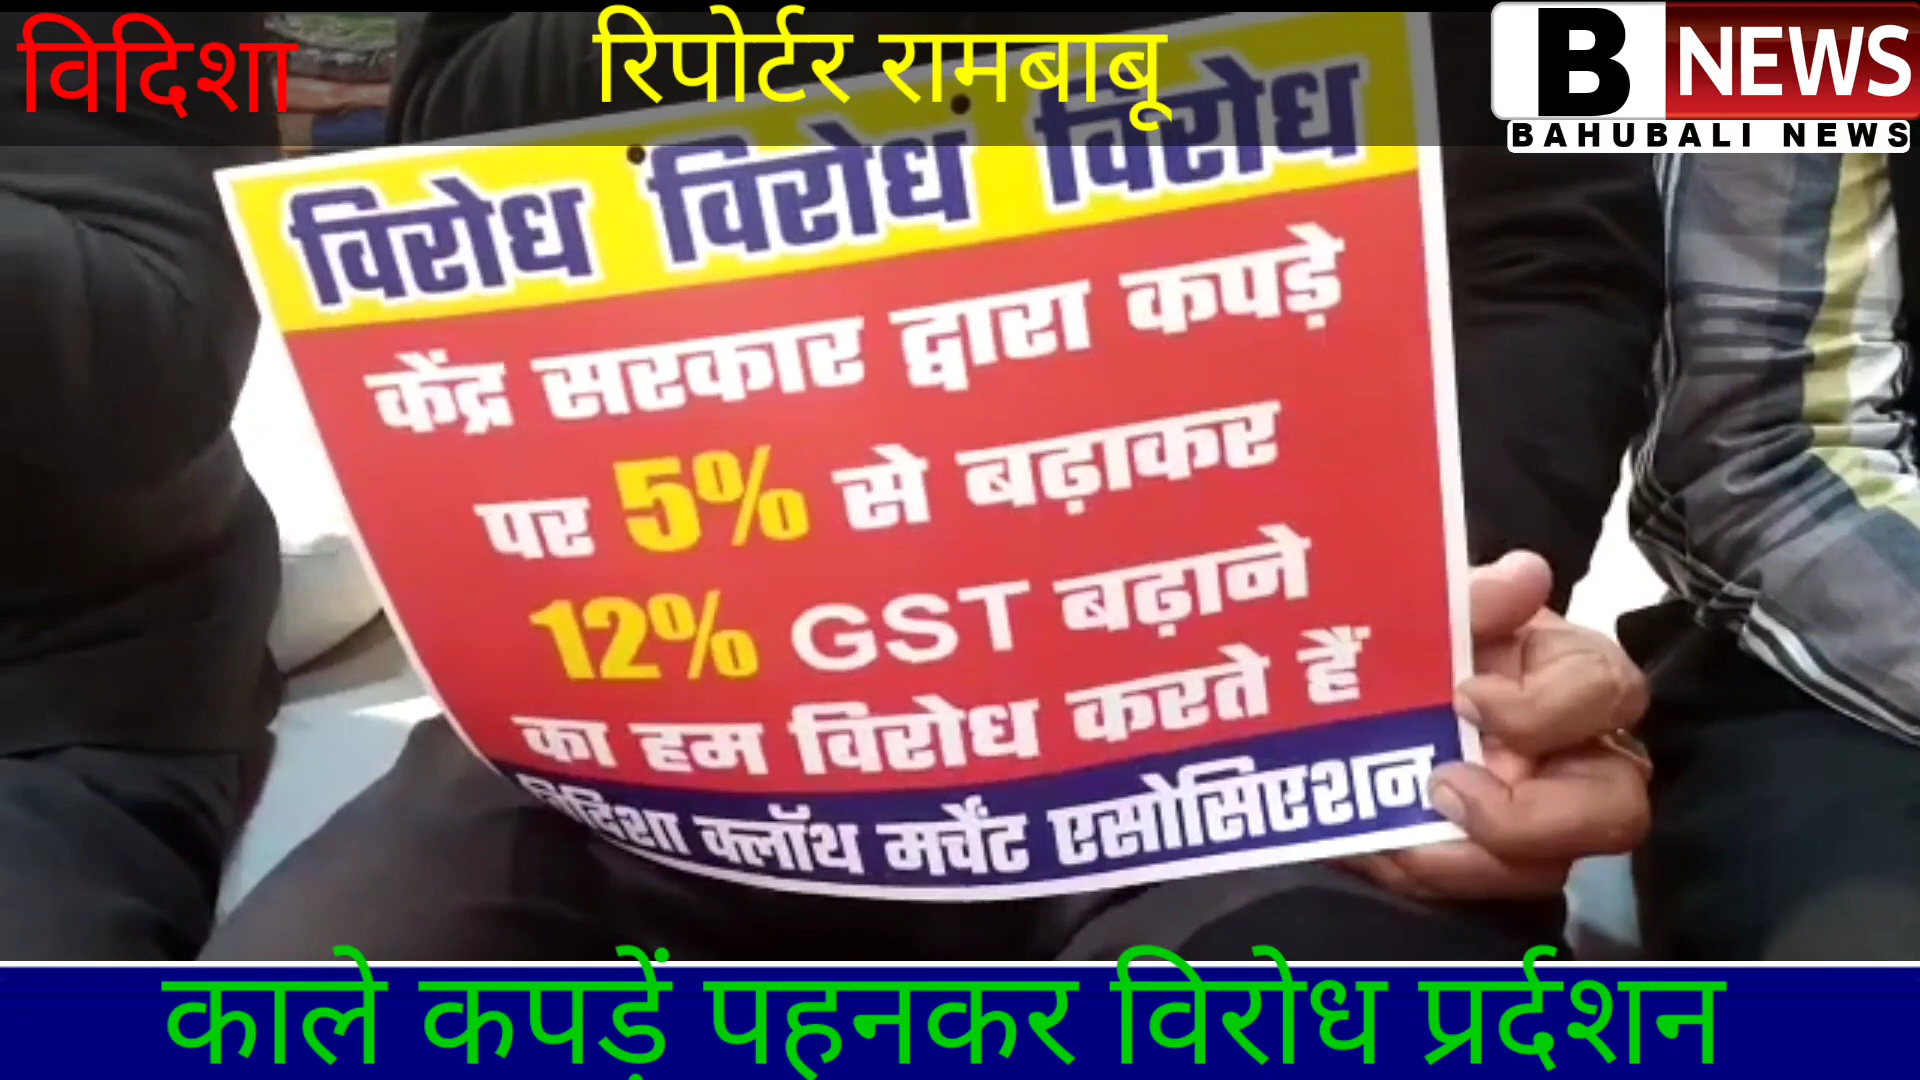 विदिशा
रिपोर्टर रामबाबू
B NEWS
BAHUBALI NEWS
विरोध विरोध विरोध
केंद्र सरकार द्वारा कपड़े
पर 5% से बढ़ाकर
12% GST बढ़ाने
का हम विरोध करते हैं
विदिशा क्लॉथ मर्चेंट एसोसिएशन
काले कपड़ें पहनकर विरोध प्रर्दशन